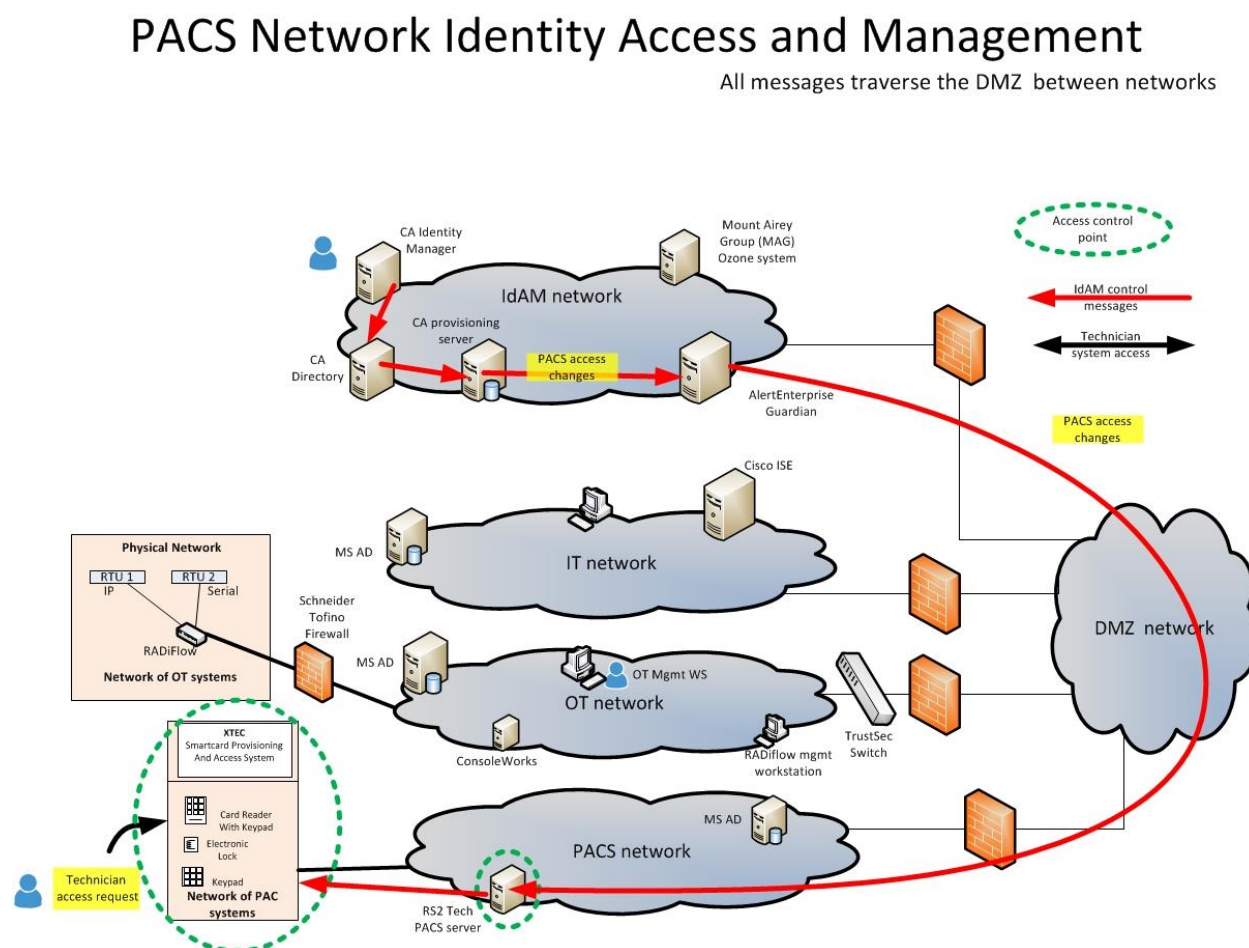 PACS Network Identity Access and Management
All messages traverse the DMZ  between networks
Access control
point
IdAM control
messages
Technician
system access
PACS access
changes
CA Identity
Manager
Mount Airey
Group (MAG)
Ozone system
IdAM network
CA provisioning
server
PACS access
changes
CA
Directory
AlertEnterprise
Guardian
Cisco ISE
MS AD
IT network
Physical Network
RTU 1
RTU 2
IP
Serial
RADiFlow
Network of OT systems
Schneider
Tofino
Firewall
MS AD
OT Mgmt WS
OT network
ConsoleWorks
RADiflow mgmt
workstation
TrustSec
Switch
DMZ  network
XTEC
Smartcard Provisioning
And Access System
Card Reader
With Keypad
Electronic
Lock
Keypad
Network of PAC
systems
Technician
access request
MS AD
PACS network
RS2 Tech
PACS server